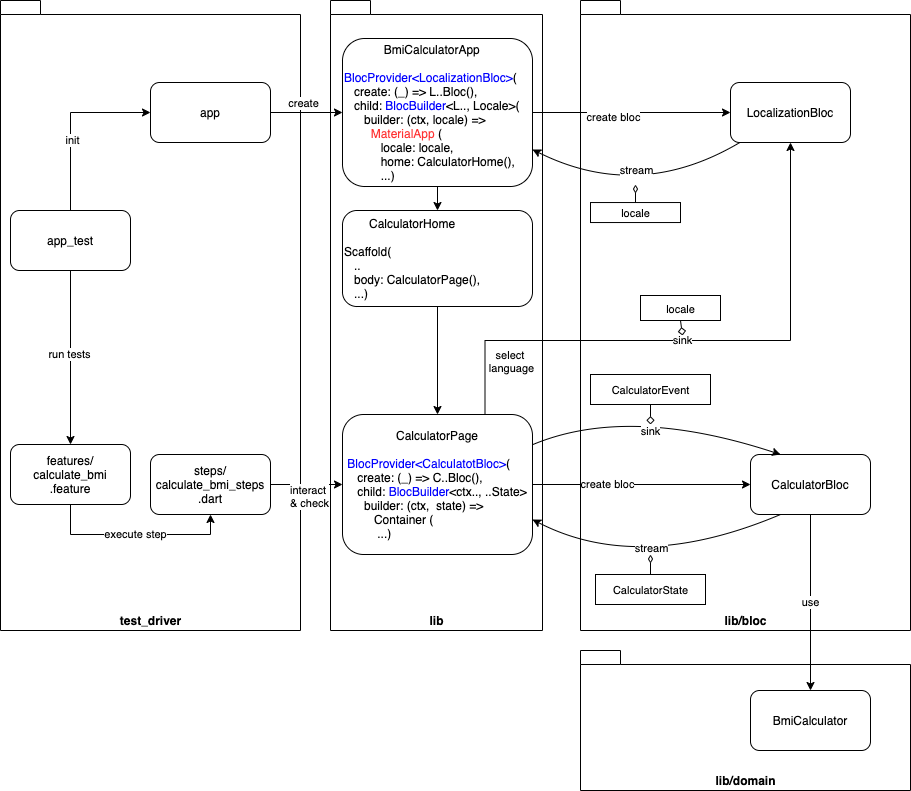 app
init
app_test
run tests
features/
calculate_bmi
.feature
steps/
calculate_bmi_steps
.dart
execute step
test_driver
create
interact
& check
BmiCalculatorApp
BlocProvider<LocalizationBloc>(
create: (_) => L..Bloc(),
child: BlocBuilder<L.., Locale>(
builder: (ctx, locale) =>
MaterialApp (
locale: locale,
home: CalculatorHome(),
...)
CalculatorHome
Scaffold(
..
body: CalculatorPage(),
...)
select
language
CalculatorPage
BlocProvider<CalculatotBloc>(
create: (_) => C..Bloc(),
child: BlocBuilder<ctx.., ..State>
builder: (ctx,  state) =>
Container (
...)
lib
create bloc
LocalizationBloc
stream
locale
locale
sink
CalculatorEvent
sink
create bloc
CalculatorBloc
stream
CalculatorState
use
lib/bloc
BmiCalculator
lib/domain